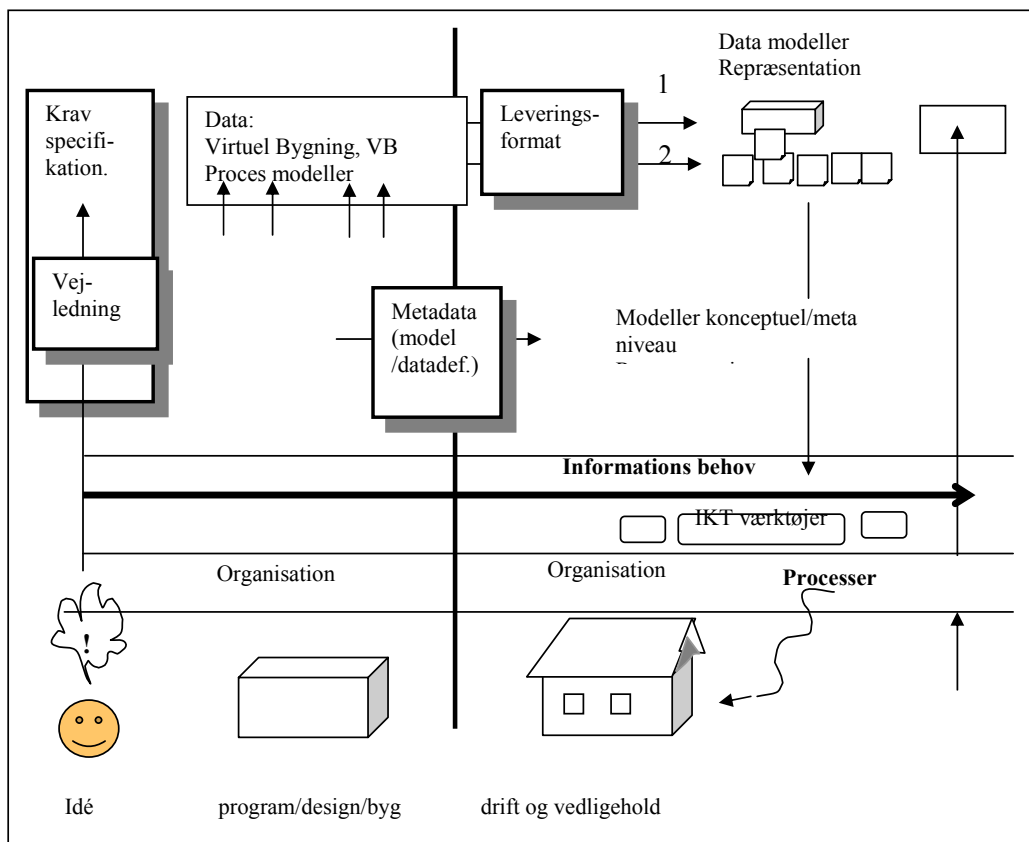 Data modeller
Repræsentation
Krav
specifi-
kation.
Data:
Virtuel Bygning, VB
Proces modeller
Leverings-
format
1
2
Vej-
ledning
Metadata
(model
/datadef.)
Modeller konceptuel/meta
niveau
Informations behov
IKT værktøjer
Organisation
Organisation
Processer
!
Idé
program/design/byg
drift og vedligehold